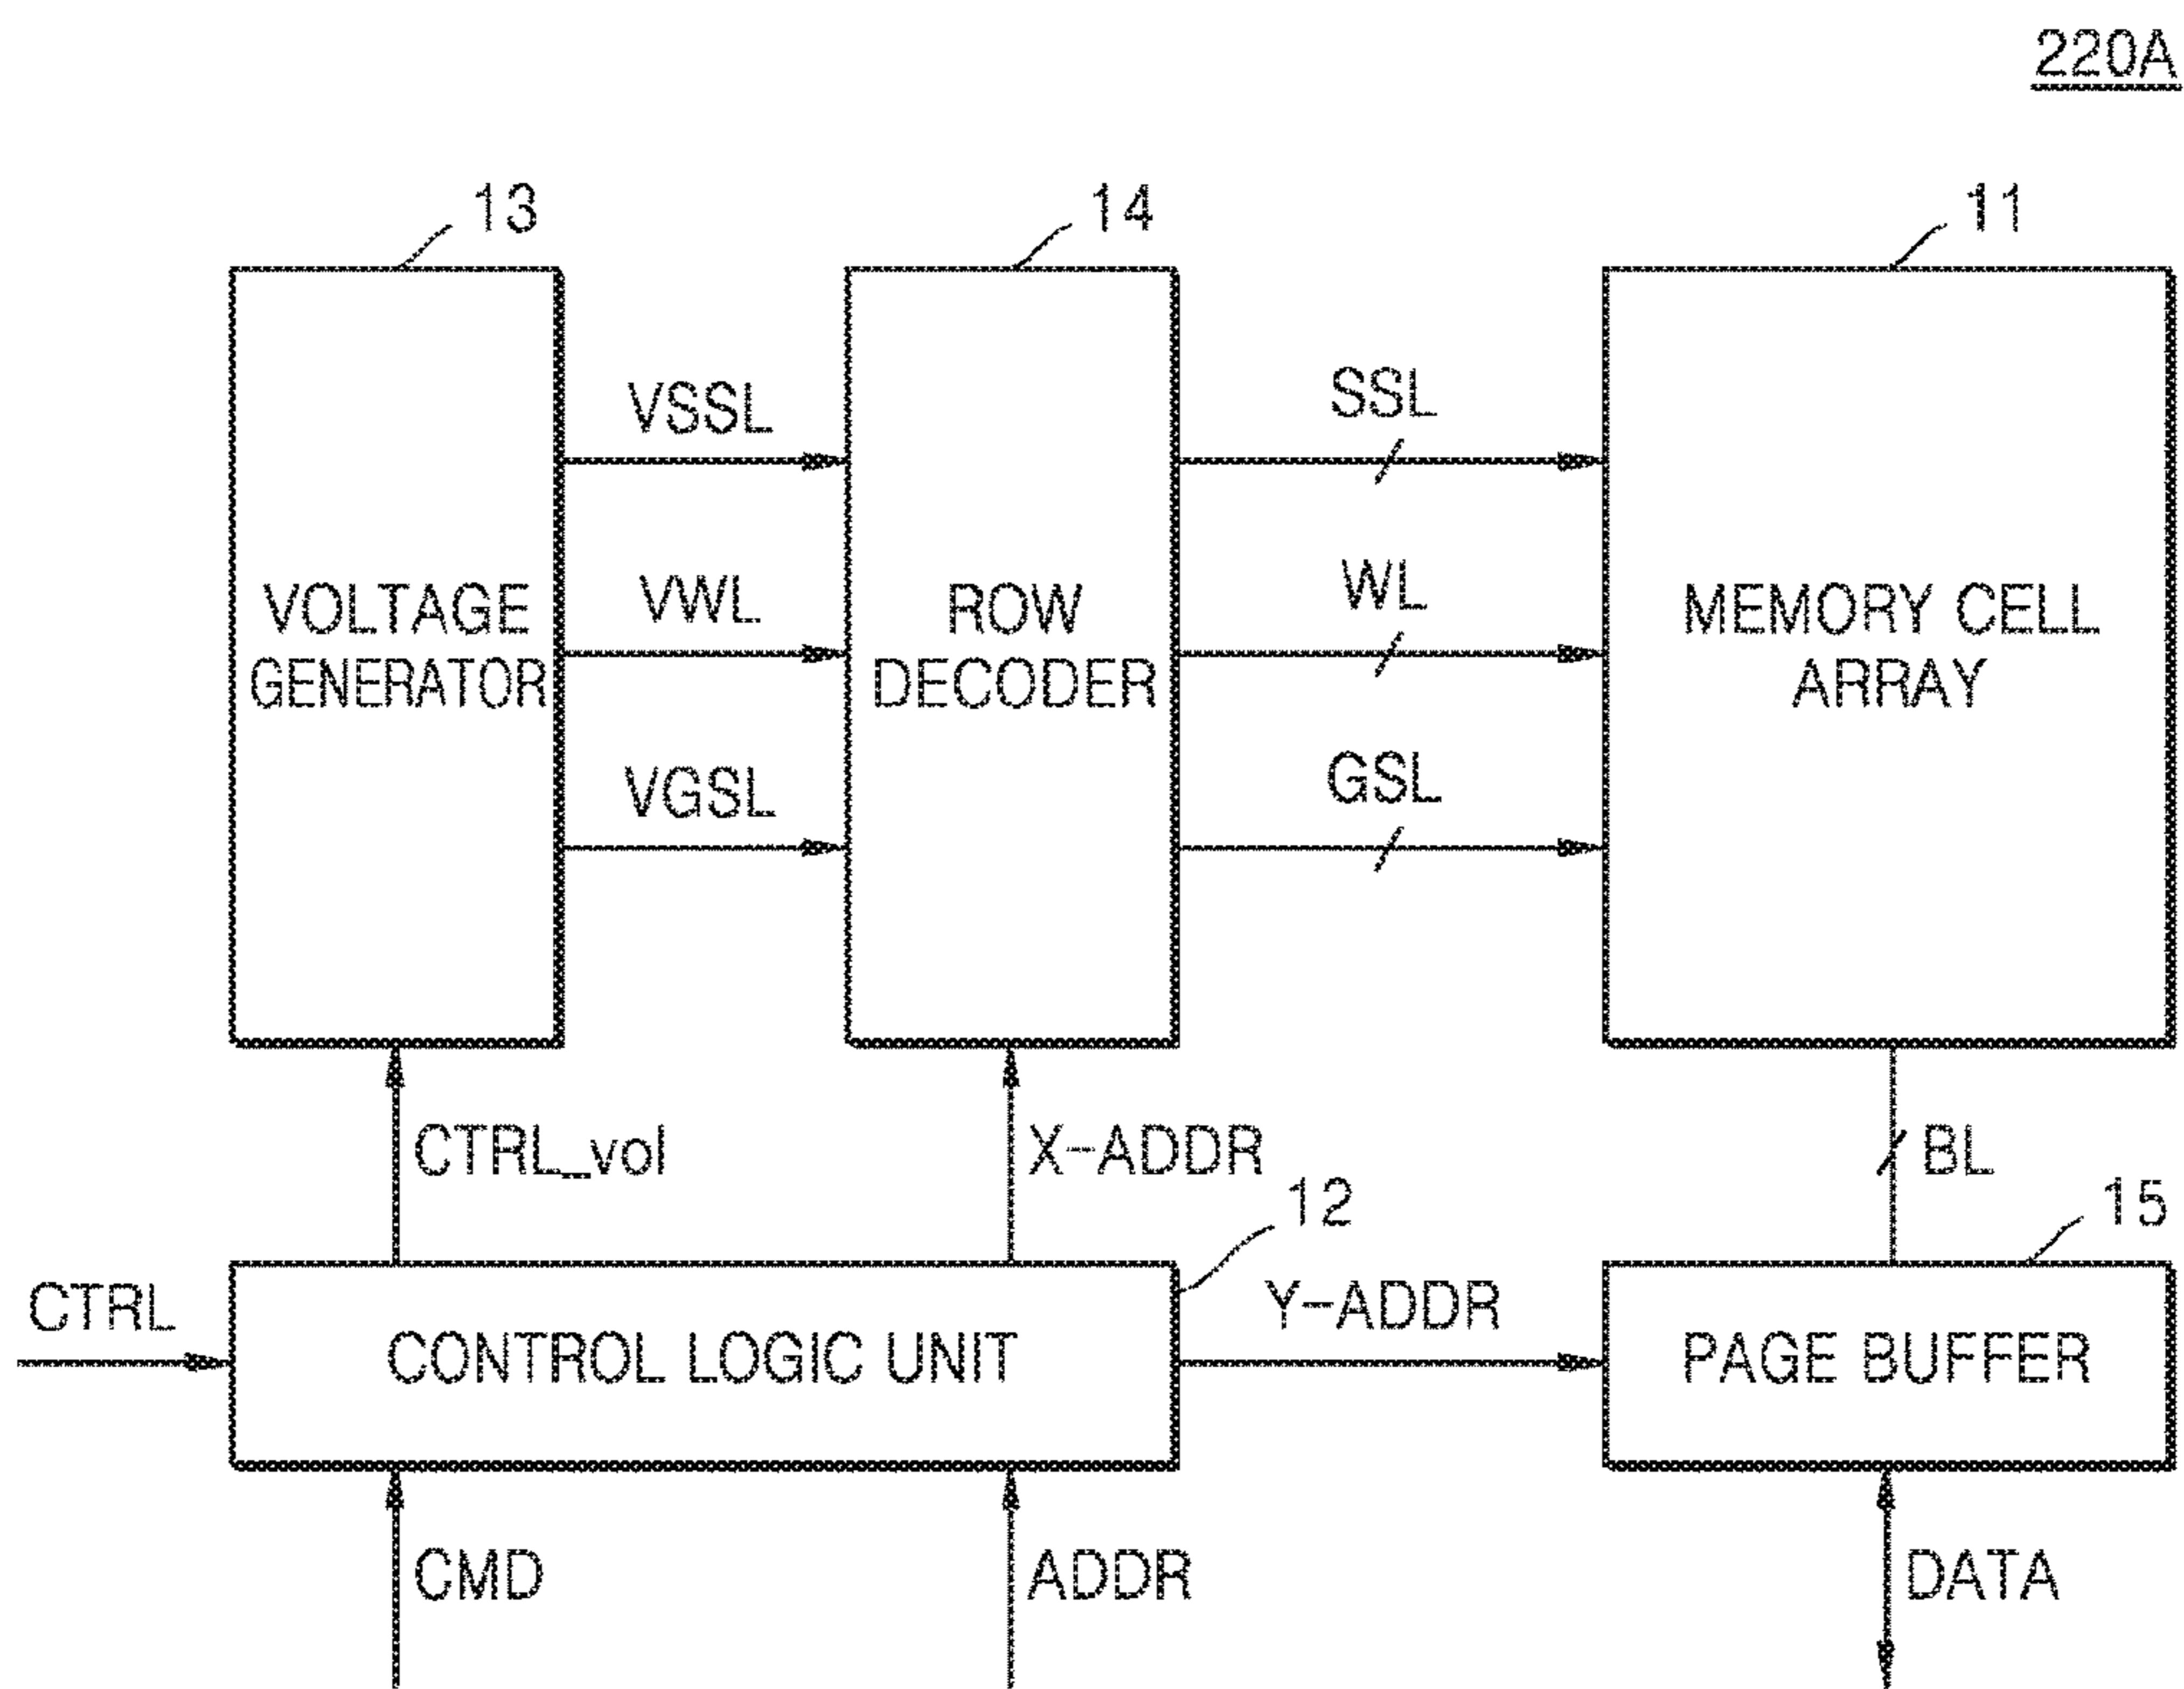 220A
13
14
11
VSSL
SSL
VOLTAGE
GENERATOR
VWL
ROW
DECODER
WL
MEMORY CELL
ARRAY
VGSL
GSL
CTRL_vol
X-ADDR
BL
12
15
CTRL
CONTROL LOGIC UNIT
Y-ADDR
PAGE BUFFER
CMD
ADDR
DATA